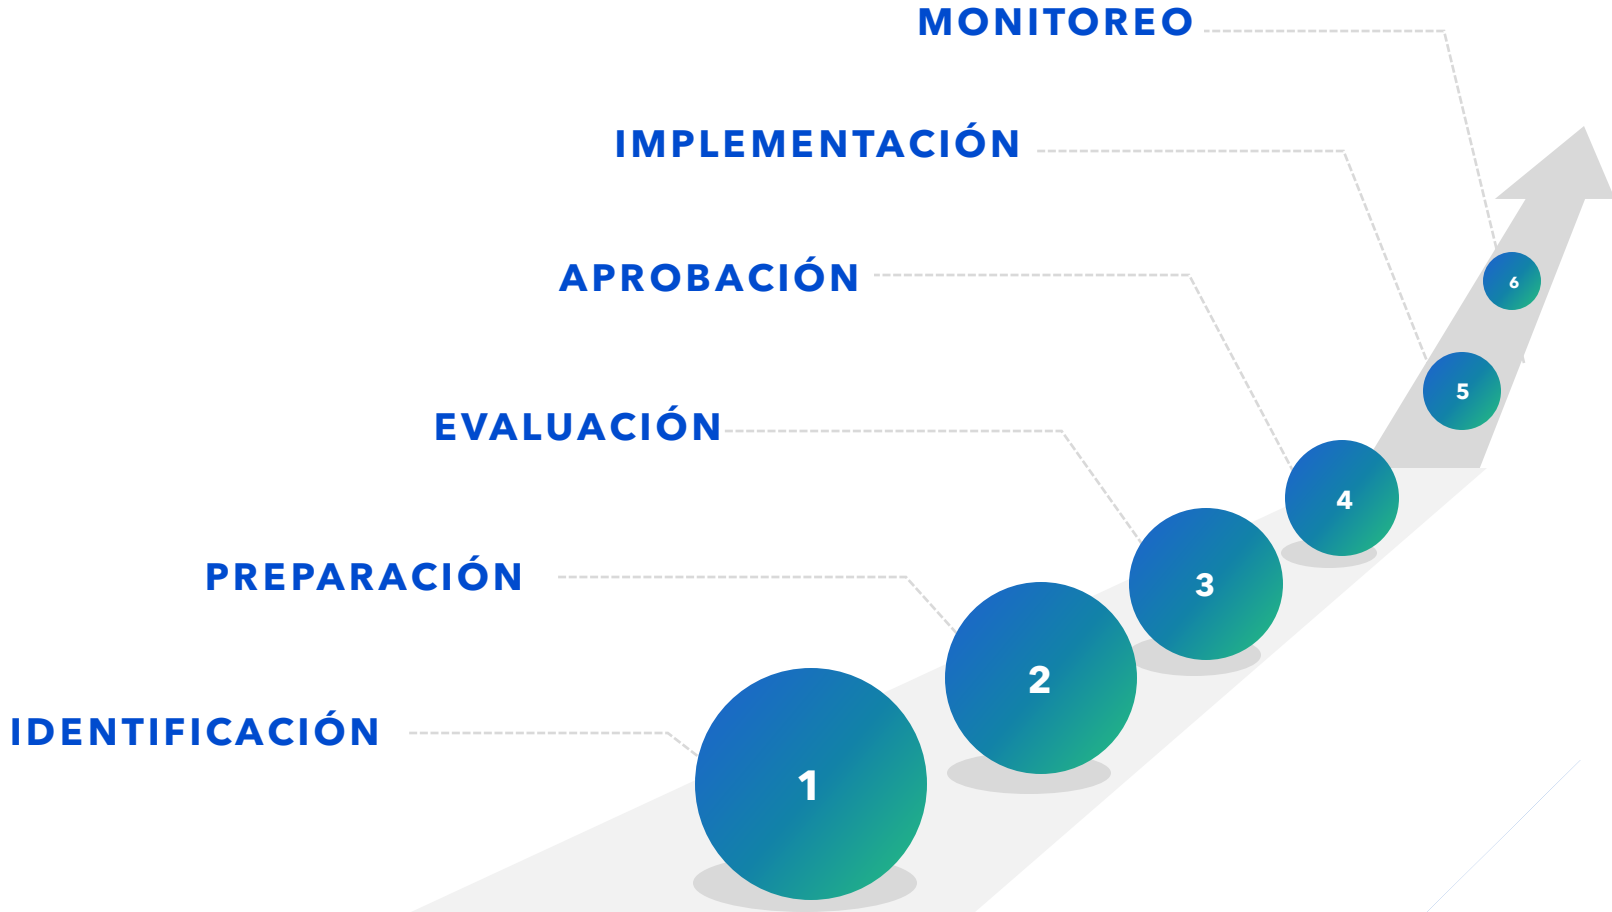 MONITOREO
IMPLEMENTACIÓN
APROBACIÓN
EVALUACIÓN
PREPARACIÓN
IDENTIFICACIÓN
6
5
4
3
2
1